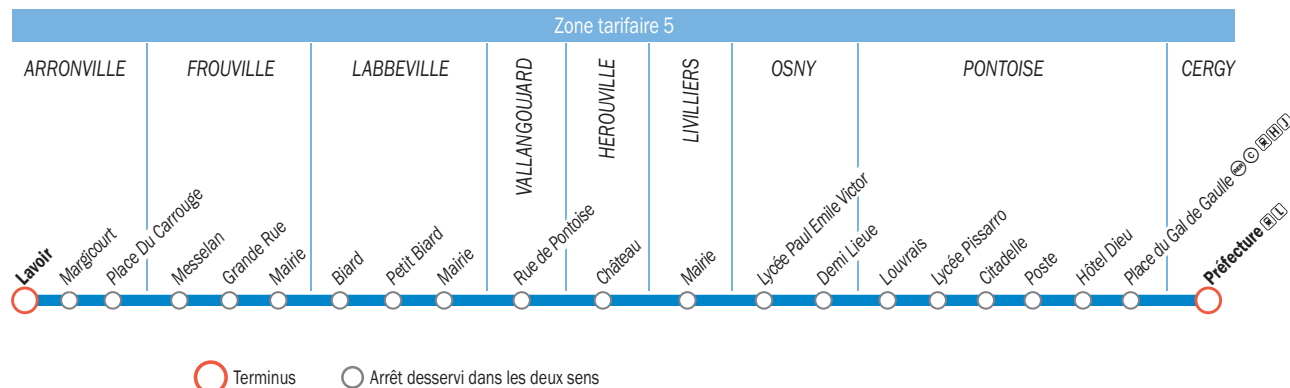 Zone tarifaire 5
ARRONVILLE
FROUVILLE
LABBEVILLE
VALLANGOUJARD
HEROUVILLE
LIVILLIERS
OSNY
PONTOISE
CERGY
Lavoir
Margicourt
Place Du Carrouge
Messelan
Grande Rue
Mairie
Biard
Petit Biard
Mairie
Rue de Pontoise
Château
Mairie
Lycée Paul Emile Victor
Demi Lieue
Louvrais
Lycée Pissarro
Citadelle
Poste
Hôtel Dieu
Place du Gal de Gaulle RER C H J
Préfecture L
Terminus
Arrêt desservi dans les deux sens